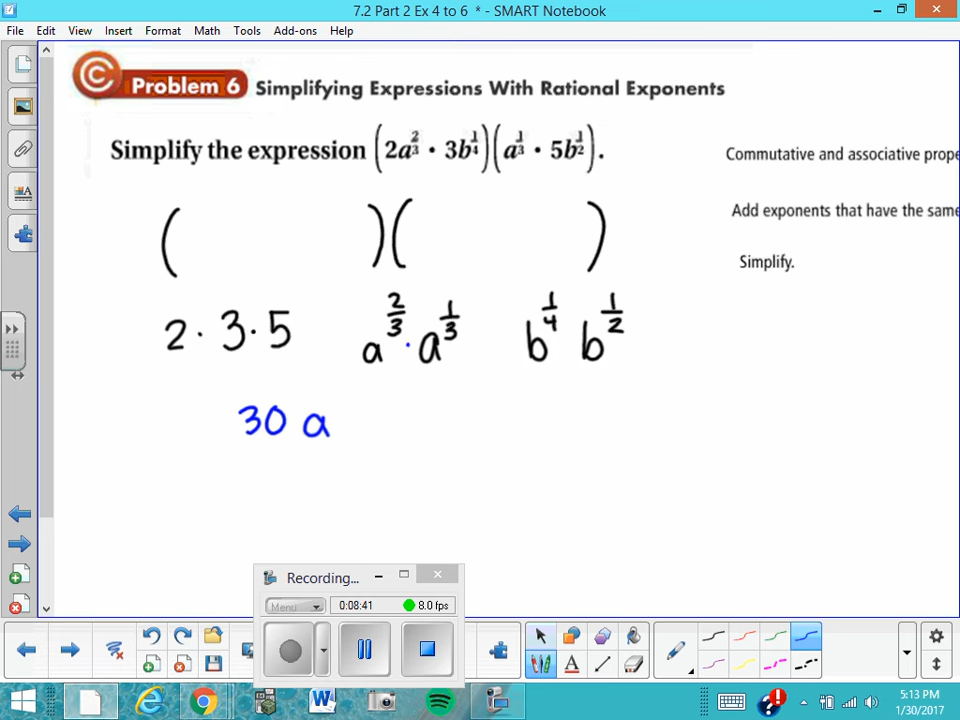 7.2 Part 2 Ex 4 to 6 * - SMART Notebook
File Edit View Insert Format Math Tools Add-ons Help
C Problem 6 Simplifying Expressions With Rational Exponents
Simplify the expression (2a^{2/3} · 3b^{1/4})(a^{1/3} · 5b^{1/2}).
Commutative and associative prope
( )( )
Add exponents that have the same
Simplify.
2 · 3 · 5 a^{2/3} · a^{1/3} b^{1/4} b^{1/2}
30 a
Recording...
Menu 0:08:41 8.0 fps
A
W
5:13 PM
1/30/2017